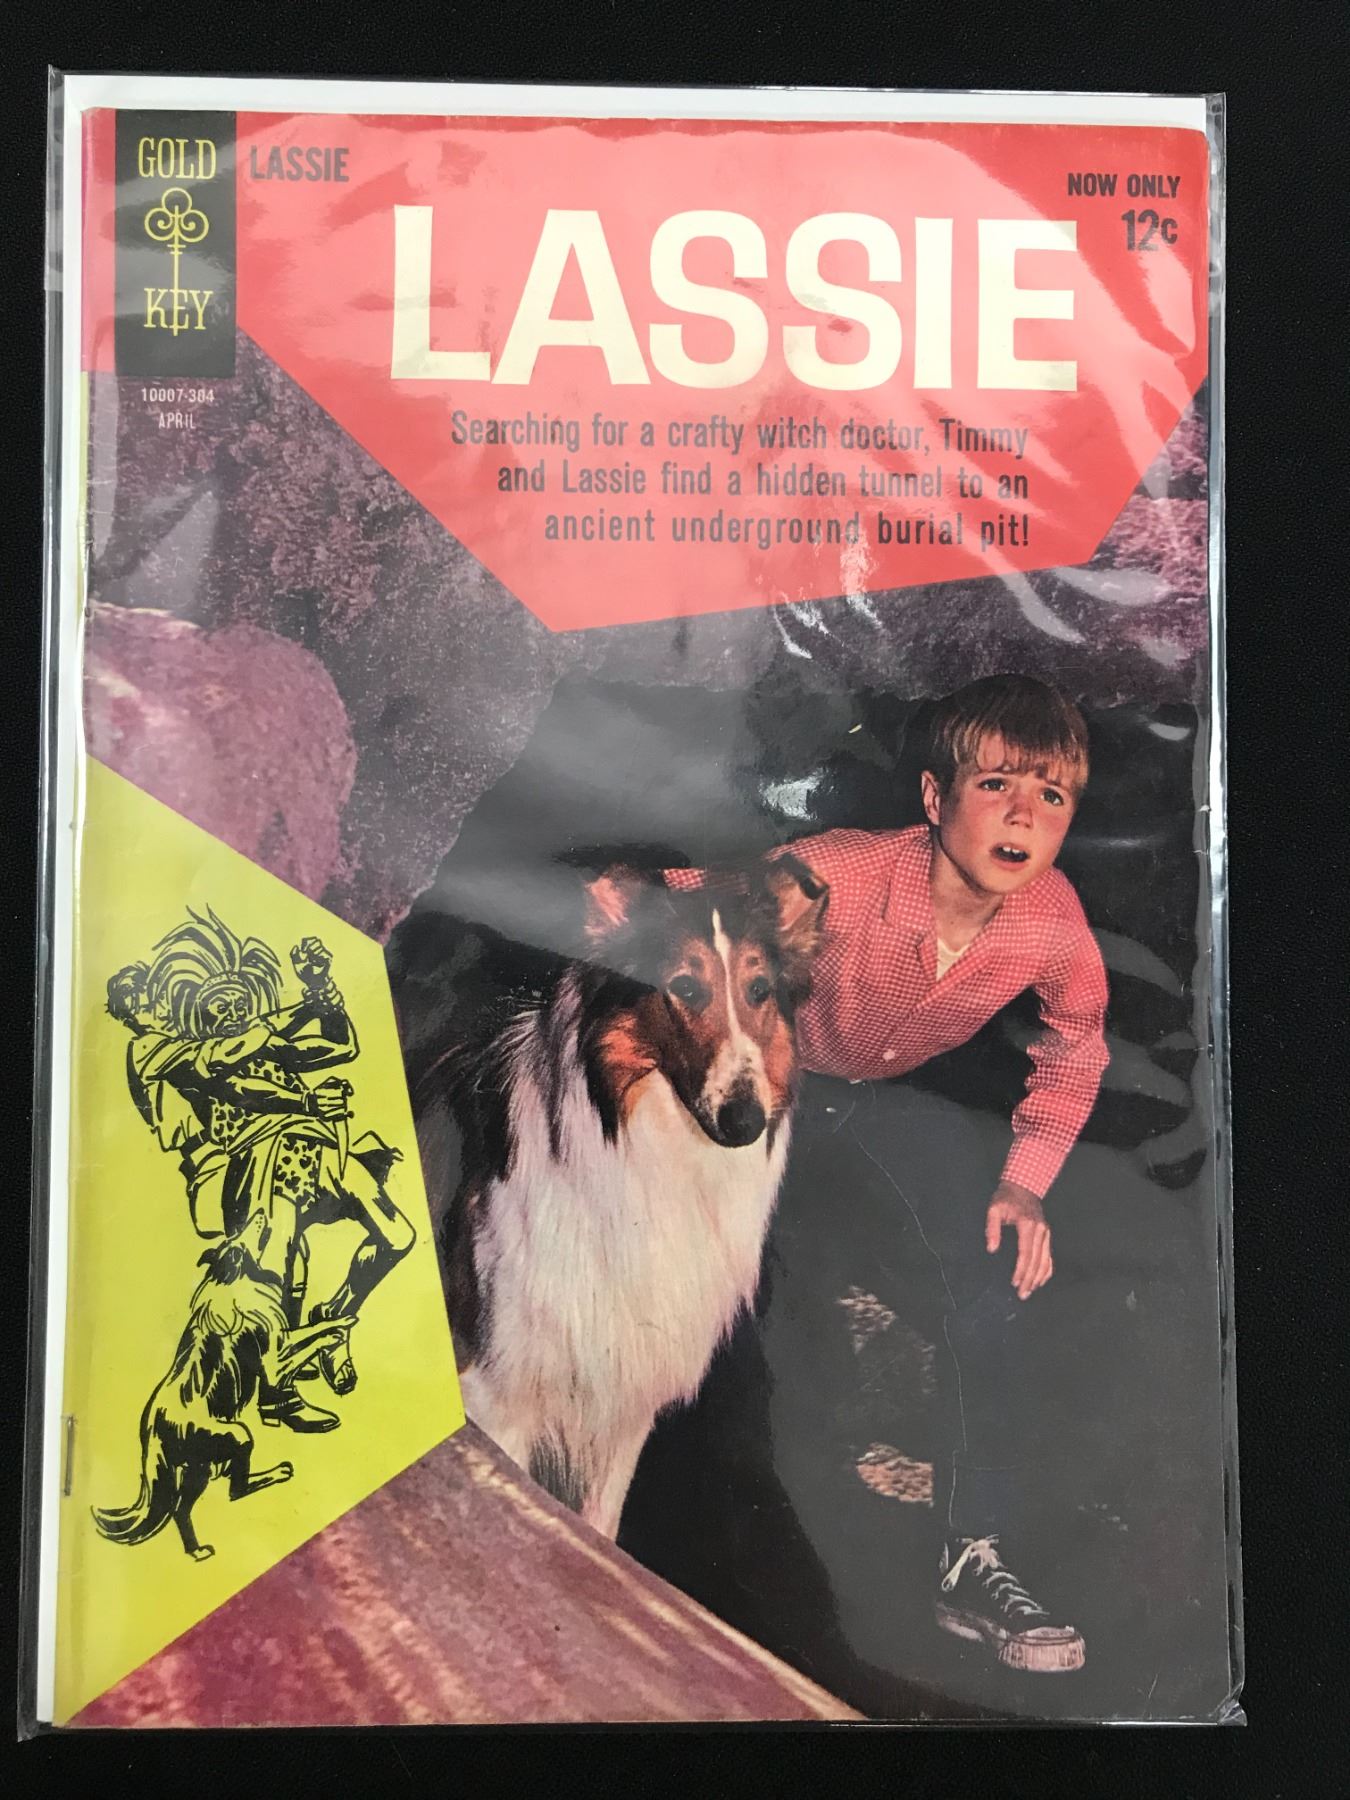 GOLD
KEY
LASSIE
NOW ONLY
12c
LASSIE
10007-304
APRIL
Searching for a crafty witch doctor, Timmy
and Lassie find a hidden tunnel to an
ancient underground burial pit!